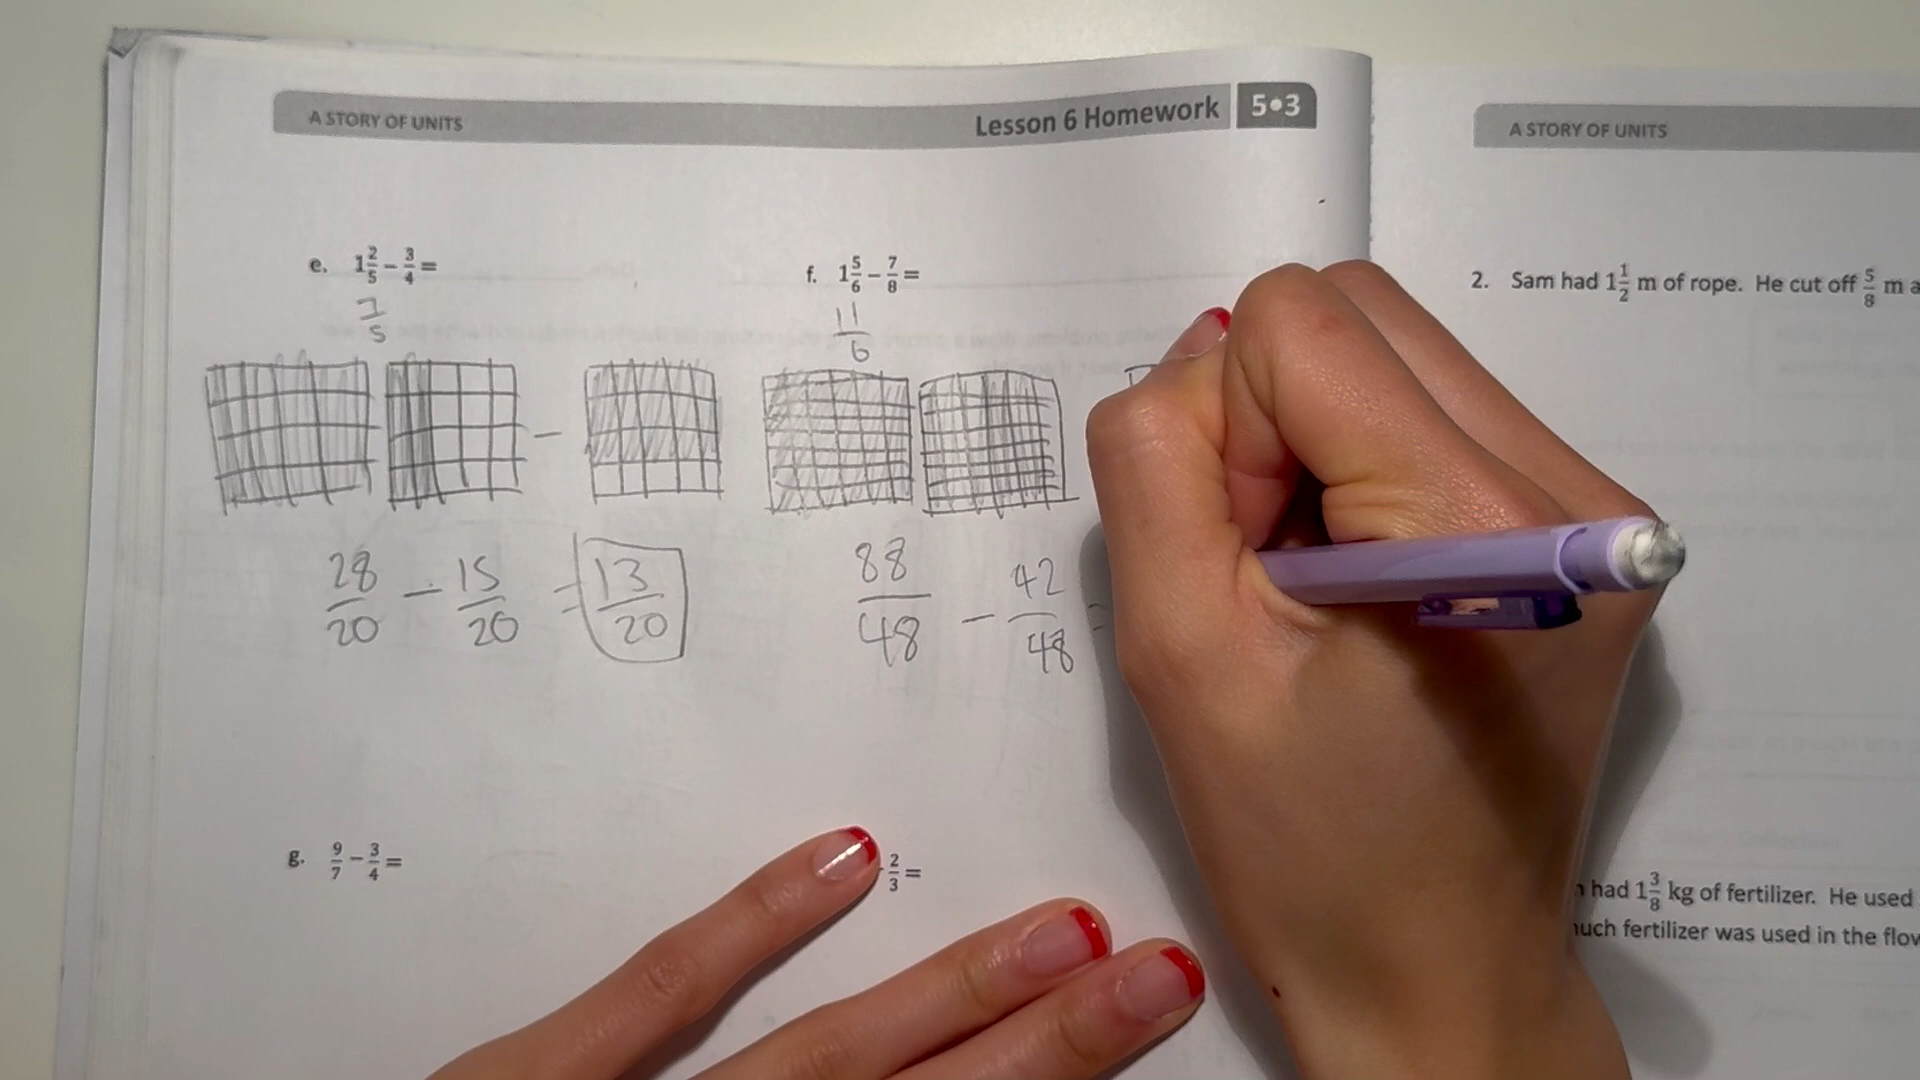 A STORY OF UNITS
Lesson 6 Homework 5•3
A STORY OF UNITS
e. 1 2/5 − 3/4 =
7/5
28/20 − 15/20 = 13/20
f. 1 5/6 − 7/8 =
11/6
88/48 − 42/48 =
g. 9/7 − 3/4 =
2/3 =
2. Sam had 1 1/2 m of rope. He cut off 5/8 m a
had 1 3/8 kg of fertilizer. He used
much fertilizer was used in the flow